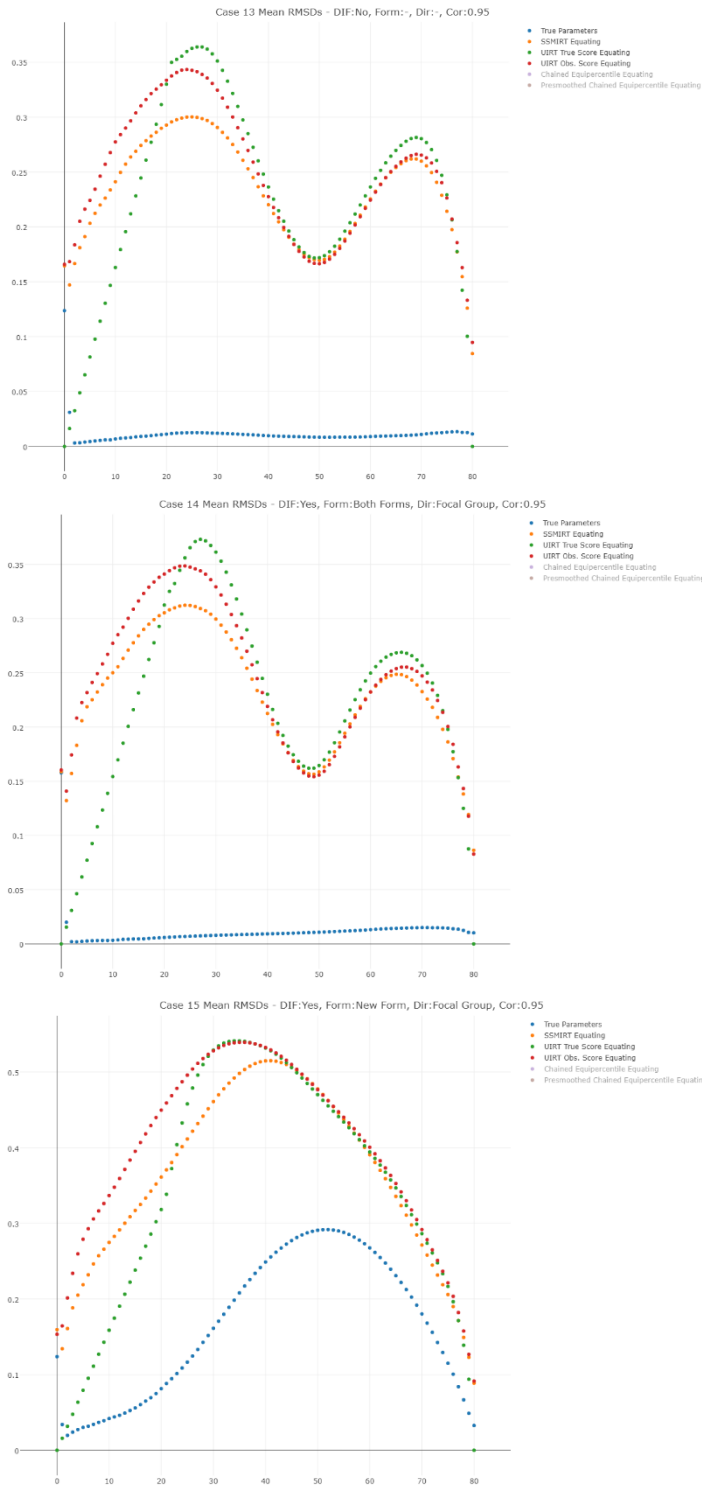 Case 13 Mean RMSDs - DIF:No, Form:-, Dir:-, Cor:0.95
True Parameters
SSMIRT Equating
UIRT True Score Equating
UIRT Obs. Score Equating
Chained Equipercentile Equating
Presmoothed Chained Equipercentile Equating
0.35
0.3
0.25
0.2
0.15
0.1
0.05
0
0 10 20 30 40 50 60 70 80
Case 14 Mean RMSDs - DIF:Yes, Form:Both Forms, Dir:Focal Group, Cor:0.95
True Parameters
SSMIRT Equating
UIRT True Score Equating
UIRT Obs. Score Equating
Chained Equipercentile Equating
Presmoothed Chained Equipercentile Equating
0.35
0.3
0.25
0.2
0.15
0.1
0.05
0
0 10 20 30 40 50 60 70 80
Case 15 Mean RMSDs - DIF:Yes, Form:New Form, Dir:Focal Group, Cor:0.95
True Parameters
SSMIRT Equating
UIRT True Score Equating
UIRT Obs. Score Equating
Chained Equipercentile Equating
Presmoothed Chained Equipercentile Equatin
0.5
0.4
0.3
0.2
0.1
0
0 10 20 30 40 50 60 70 80